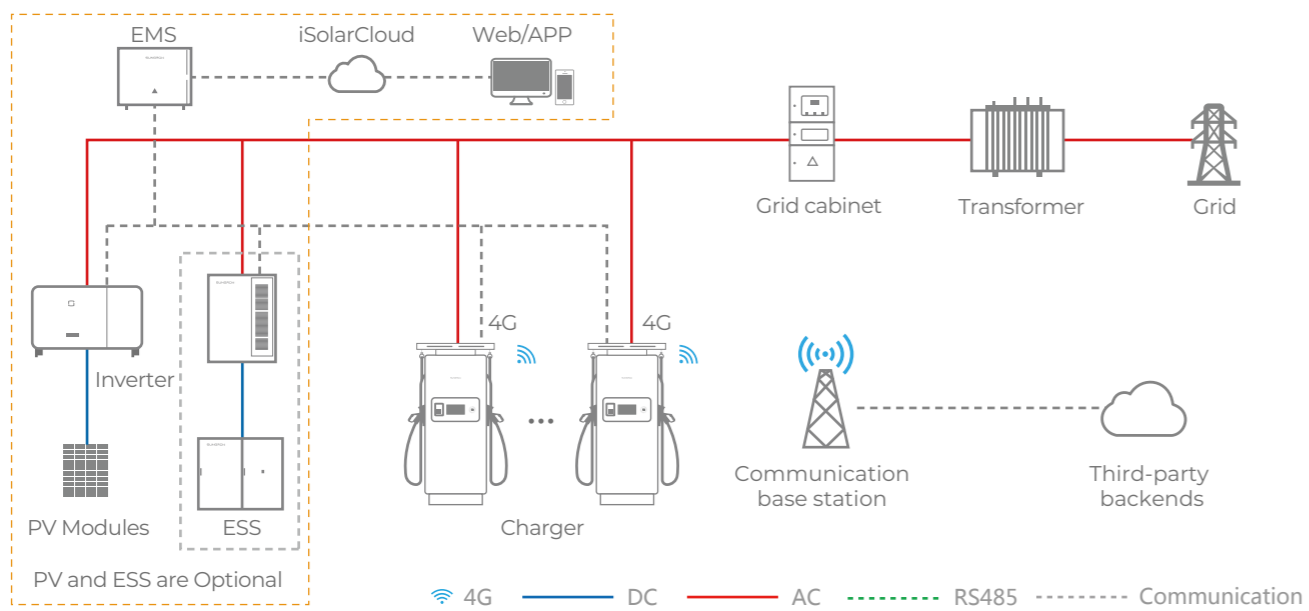 EMS
iSolarCloud
Web/APP
Grid cabinet
Transformer
Grid
4G
4G
Inverter
PV Modules
ESS
Charger
Communication
base station
Third-party
backends
PV and ESS are Optional
4G
DC
AC
RS485
Communication